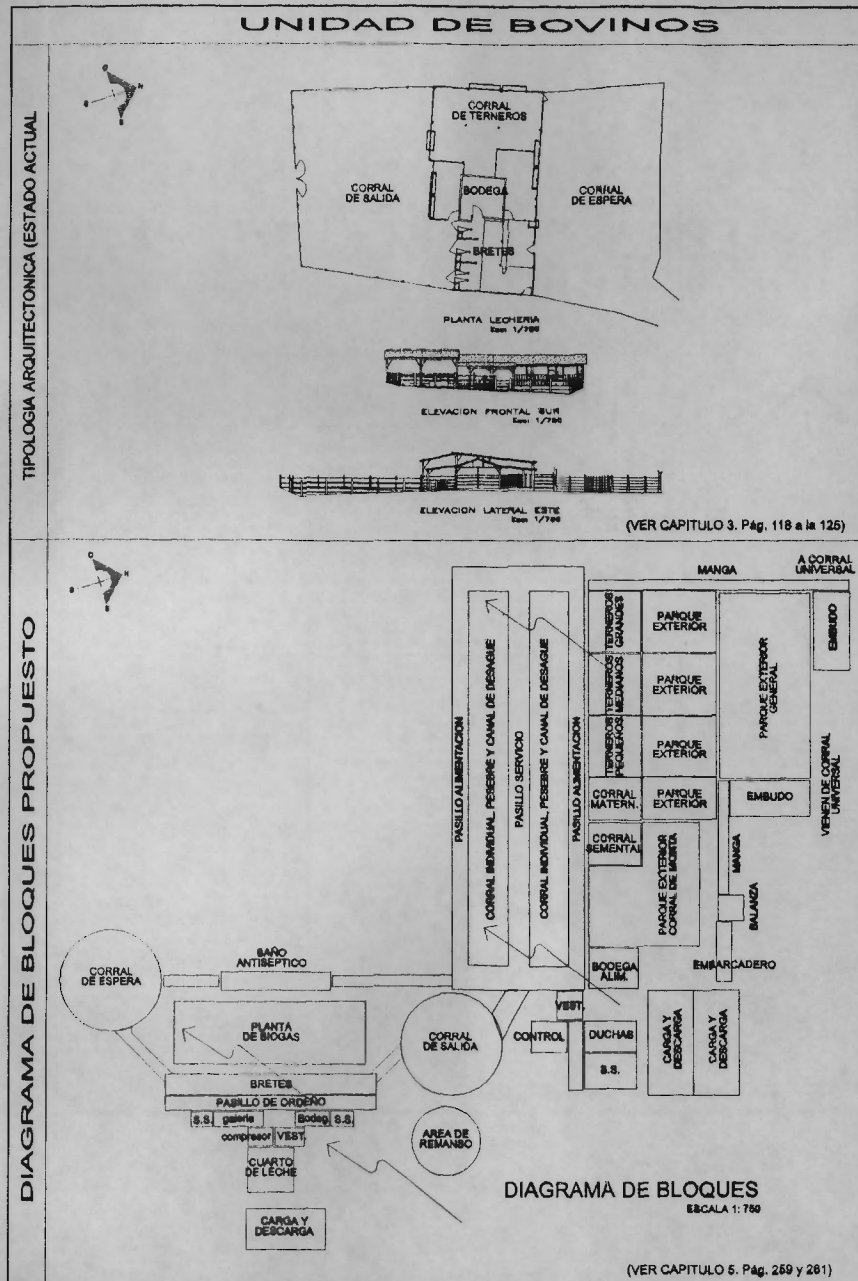 UNIDAD DE BOVINOS
TIPOLOGIA ARQUITECTONICA (ESTADO ACTUAL
CORRAL
DE TERNEROS
CORRAL
DE SALIDA
BODEGA
CORRAL
DE ESPERA
BRETES
PLANTA LECHERIA
ELEVACION FRONTAL SUR
ELEVACION LATERAL ESTE
(VER CAPITULO 3. Pág. 118 a la 125)
DIAGRAMA DE BLOQUES PROPUESTO
MANGA
A CORRAL
UNIVERSAL
PASILLO ALIMENTACION
CORRAL INDIVIDUAL, PESEBRE Y CANAL DE DESAGUE
PASILLO SERVICIO
CORRAL INDIVIDUAL, PESEBRE Y CANAL DE DESAGUE
PASILLO ALIMENTACION
TERNEROS
GRANDES
PARQUE
EXTERIOR
TERNEROS
MEDIANOS
PARQUE
EXTERIOR
TERNEROS
PEQUEÑOS
PARQUE
EXTERIOR
CORRAL
MATERN.
PARQUE
EXTERIOR
PARQUE EXTERIOR
GENERAL
EMBUDO
EMBUDO
VIENEN DE CORRAL
UNIVERSAL
CORRAL
SEMENTAL
PARQUE EXTERIOR
CORRAL DE MONTA
MANGA
BALANZA
BODEGA
ALIM.
EMBARCADERO
CORRAL
DE ESPERA
BAÑO
ANTISEPTICO
PLANTA
DE BIOGAS
CORRAL
DE SALIDA
VEST.
CONTROL
DUCHAS
S.S.
CARGA Y
DESCARGA
CARGA Y
DESCARGA
BRETES
PASILLO DE ORDEÑO
S.S. galeria Bodeg. S.S.
compresor VEST.
CUARTO
DE LECHE
AREA DE
REMANSO
CARGA Y
DESCARGA
DIAGRAMA DE BLOQUES
ESCALA 1: 750
(VER CAPITULO 5. Pág. 259 y 261)